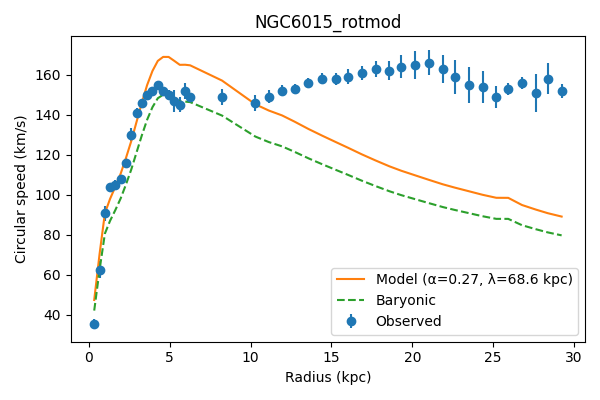 NGC6015_rotmod
Circular speed (km/s)
160
140
120
100
80
60
40
Model (α=0.27, λ=68.6 kpc)
Baryonic
Observed
0
5
10
15
20
25
30
Radius (kpc)